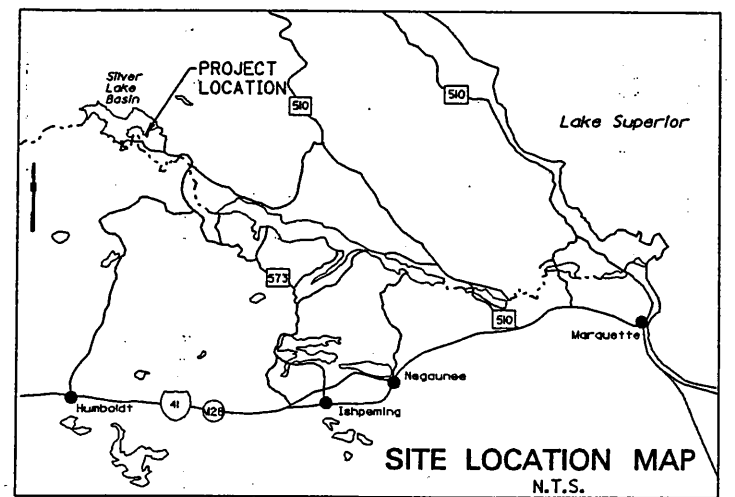 Silver
Lake
Basin
PROJECT
LOCATION
510
510
Lake Superior
573
510
Marquette
Negaunee
Humboldt
41
M28
Ishpeming
SITE LOCATION MAP
N.T.S.